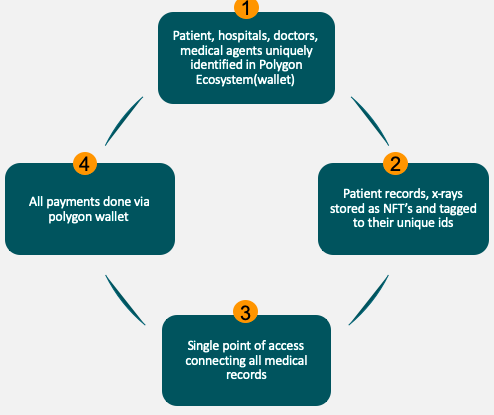 1
Patient, hospitals, doctors,
medical agents uniquely
identified in Polygon
Ecosystem(wallet)
2
Patient records, x-rays
stored as NFT's and tagged
to their unique ids
3
Single point of access
connecting all medical
records
4
All payments done via
polygon wallet